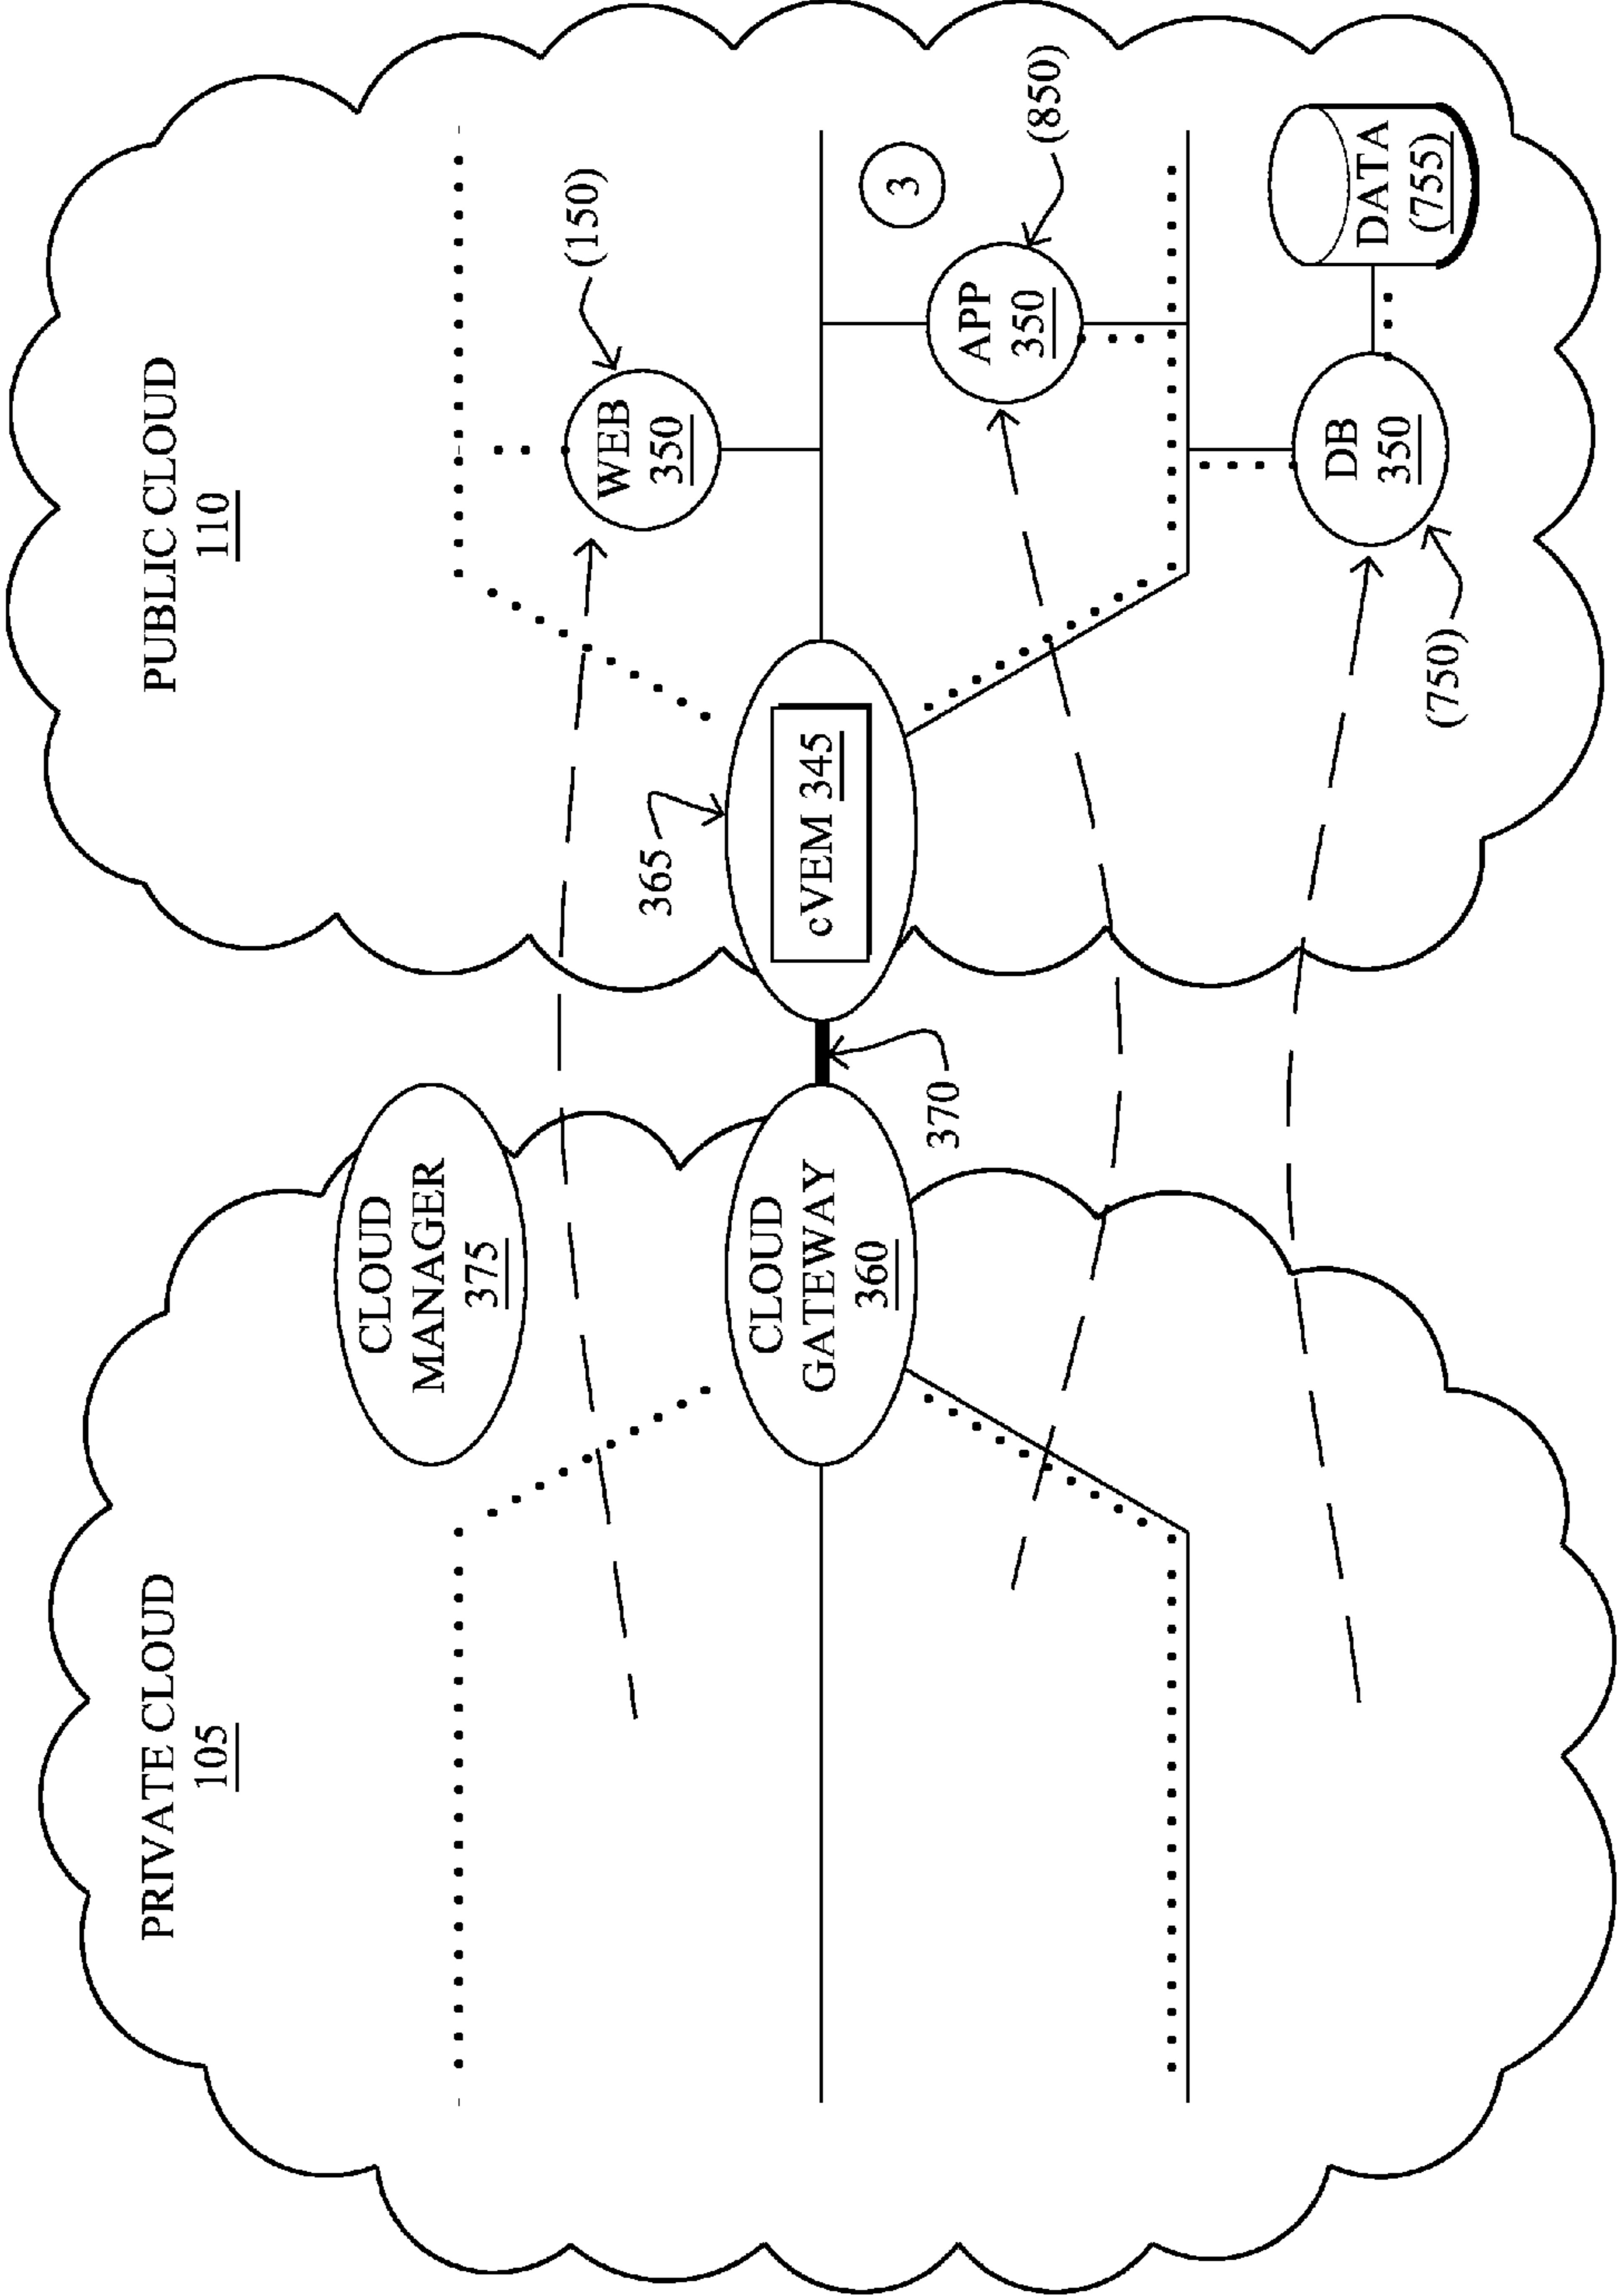 PRIVATE CLOUD
105
PUBLIC CLOUD
110
CLOUD
MANAGER
375
CLOUD
GATEWAY
360
370
365
cVEM 345
WEB
350
(150)
3
APP
350
(850)
DB
350
(750)
DATA
(755)